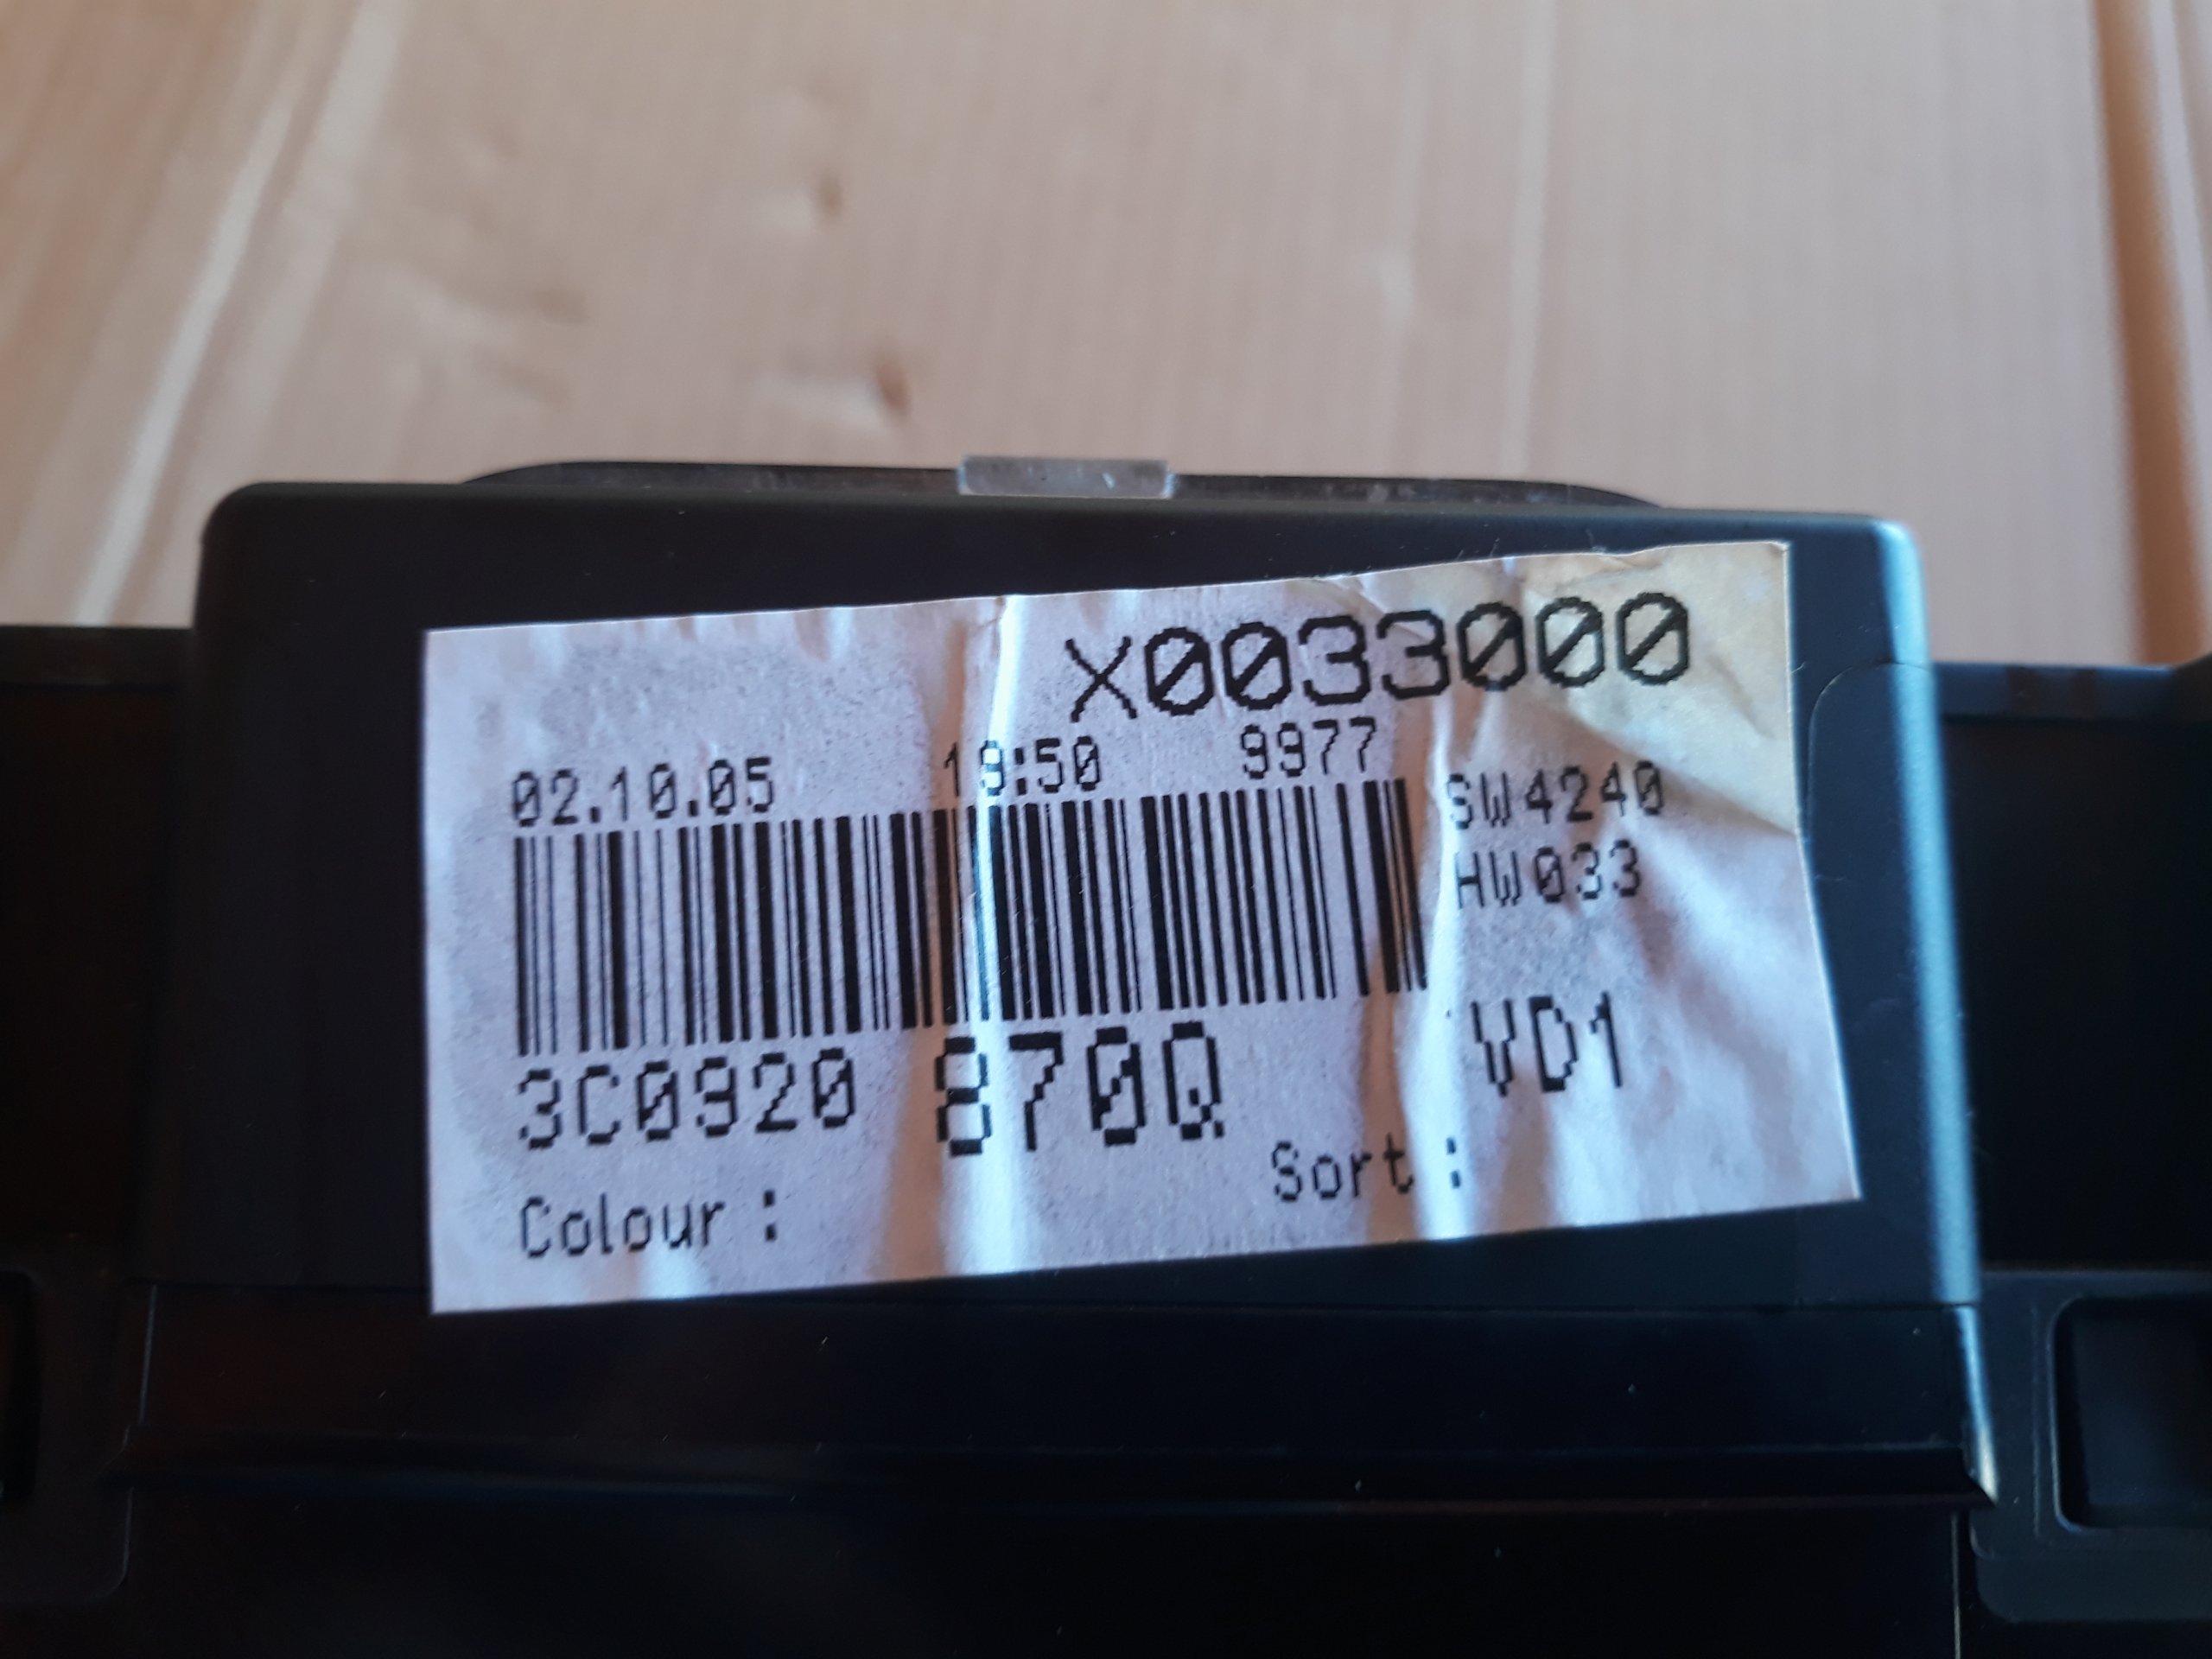 X0033000
02.10.05 19:50 9977
SW4240
HW033
3C0920 870Q VD1
Colour : Sort :